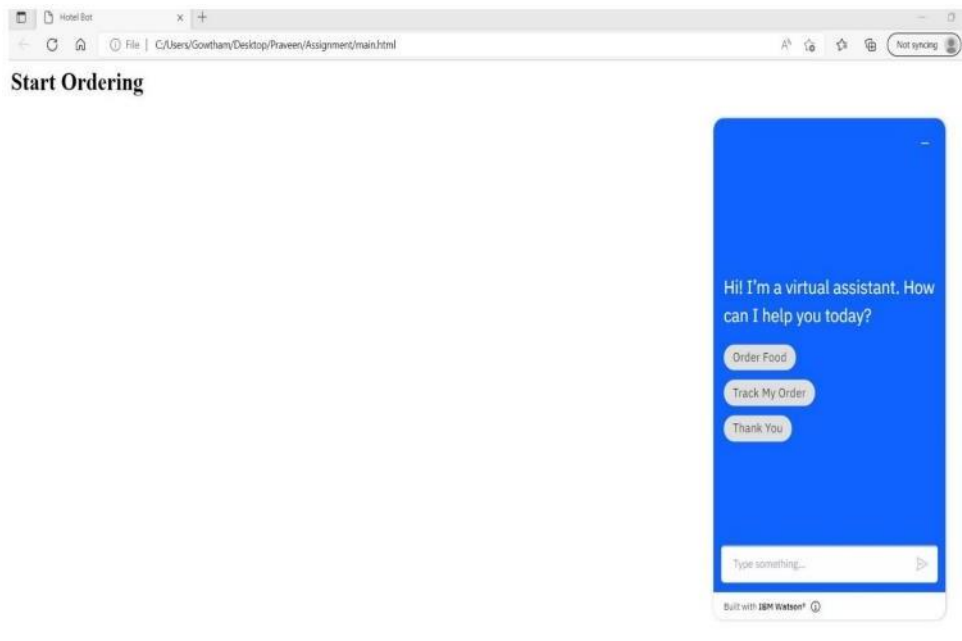 Hotel Bot
File | C:/Users/Gowtham/Desktop/Praveen/Assignment/main.html
Not syncing
Start Ordering
Hi! I'm a virtual assistant. How
can I help you today?
Order Food
Track My Order
Thank You
Type something...
Built with IBM Watson®